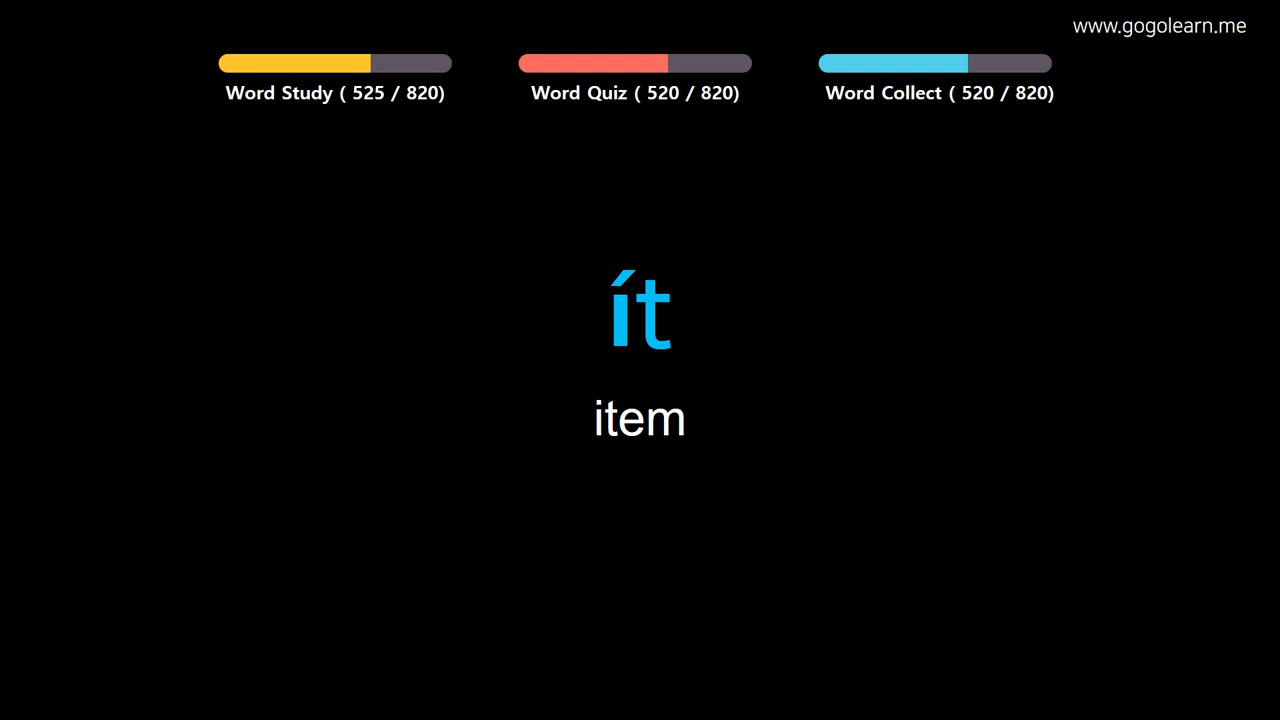 www.gogolearn.me
Word Study ( 525 / 820)
Word Quiz ( 520 / 820)
Word Collect ( 520 / 820)
ít
item